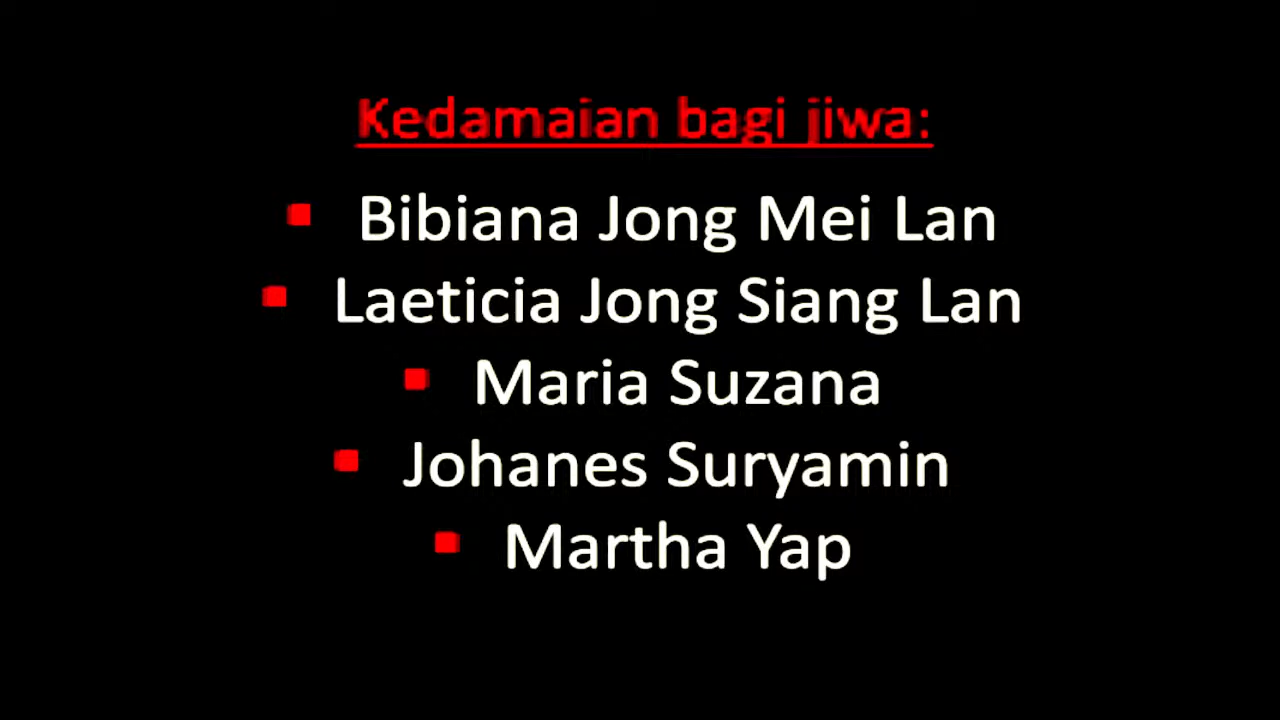 Kedamaian bagi jiwa:
▪ Bibiana Jong Mei Lan
▪ Laeticia Jong Siang Lan
▪ Maria Suzana
▪ Johanes Suryamin
▪ Martha Yap